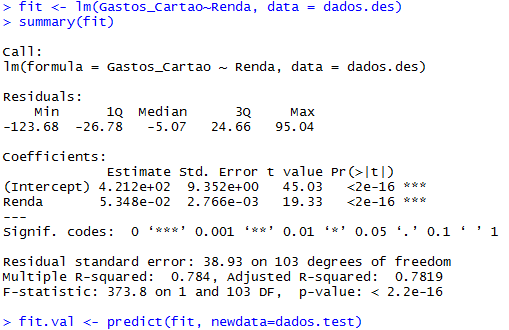 > fit <- lm(Gastos_Cartao~Renda, data = dados.des)
> summary(fit)
Call:
lm(formula = Gastos_Cartao ~ Renda, data = dados.des)
Residuals:
    Min      1Q  Median      3Q     Max
-123.68  -26.78   -5.07   24.66   95.04
Coefficients:
             Estimate Std. Error t value Pr(>|t|)
(Intercept) 4.212e+02  9.352e+00   45.03   <2e-16 ***
Renda       5.348e-02  2.766e-03   19.33   <2e-16 ***
---
Signif. codes:  0 ‘***’ 0.001 ‘**’ 0.01 ‘*’ 0.05 ‘.’ 0.1 ‘ ’ 1
Residual standard error: 38.93 on 103 degrees of freedom
Multiple R-squared:  0.784, Adjusted R-squared:  0.7819
F-statistic: 373.8 on 1 and 103 DF,  p-value: < 2.2e-16
> fit.val <- predict(fit, newdata=dados.test)